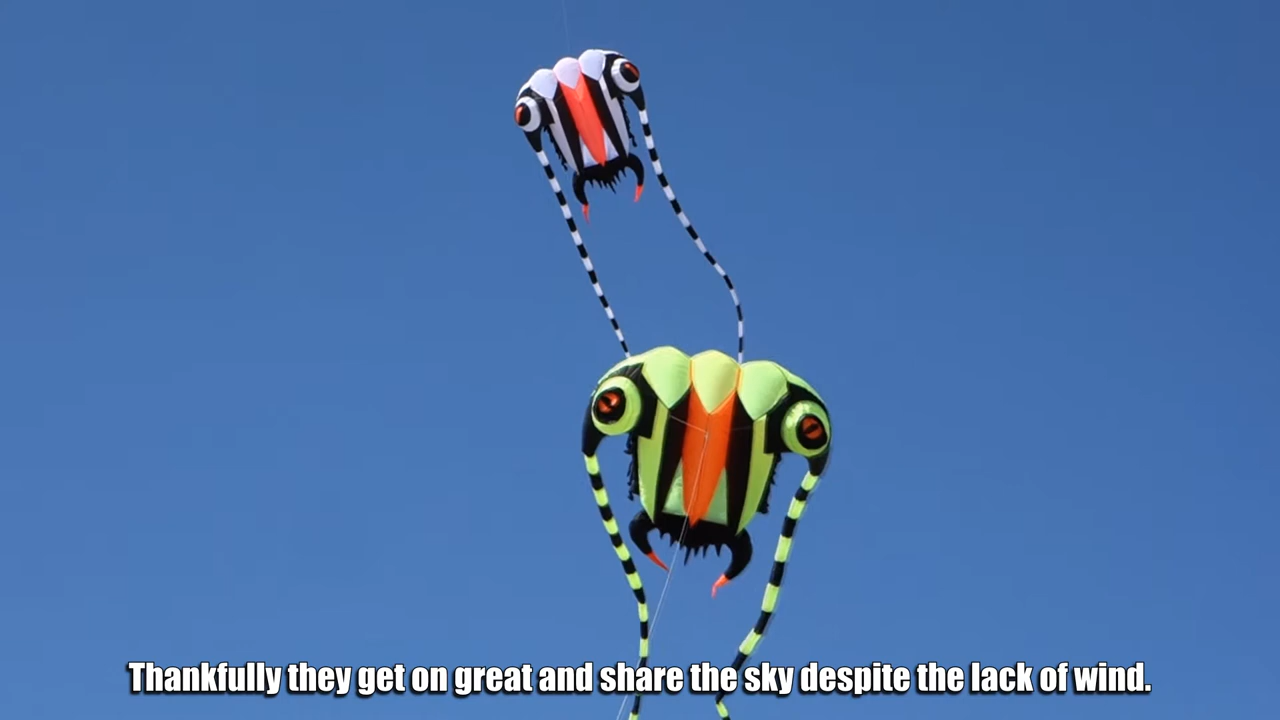 Thankfully they get on great and share the sky despite the lack of wind.